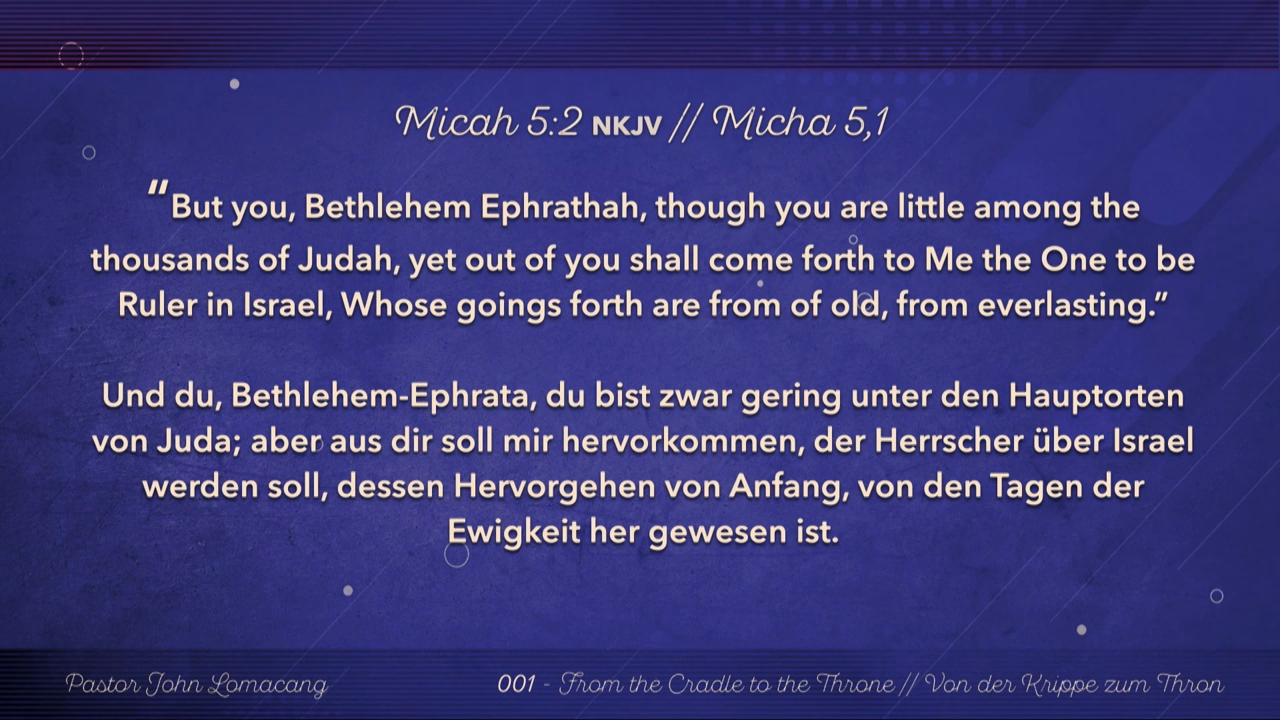 Micah 5:2 NKJV // Micha 5,1
“But you, Bethlehem Ephrathah, though you are little among the
thousands of Judah, yet out of you shall come forth to Me the One to be
Ruler in Israel, Whose goings forth are from of old, from everlasting.”
Und du, Bethlehem-Ephrata, du bist zwar gering unter den Hauptorten
von Juda; aber aus dir soll mir hervorkommen, der Herrscher über Israel
werden soll, dessen Hervorgehen von Anfang, von den Tagen der
Ewigkeit her gewesen ist.
Pastor John Lomacang
001 - From the Cradle to the Throne // Von der Krippe zum Thron